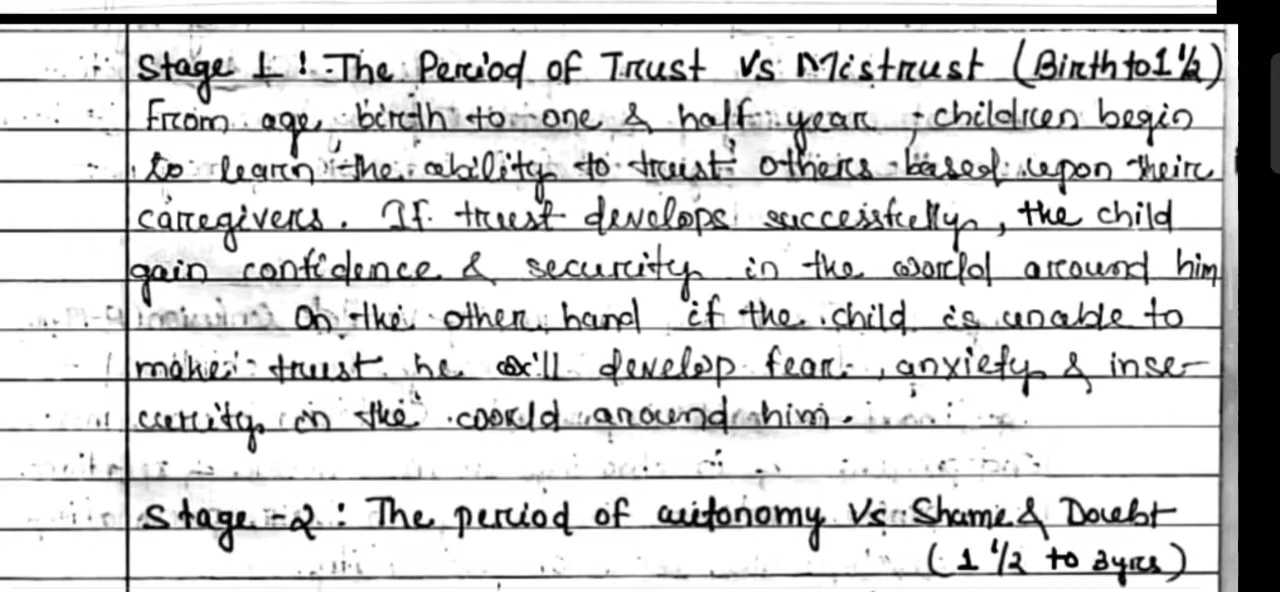 Stage 1 : The Period of Trust Vs Mistrust (Birth to 1 1/2)
From age, birth to one & half year, children begin
to learn the ability to trust others based upon their
caregivers. If trust develops successfully, the child
gain confidence & security in the world around him
On the other hand if the child is unable to
make trust he will develop fear, anxiety & inse-
curity in the world around him.
Stage -2 : The period of autonomy Vs Shame & Doubt
(1 1/2 to 3yrs)